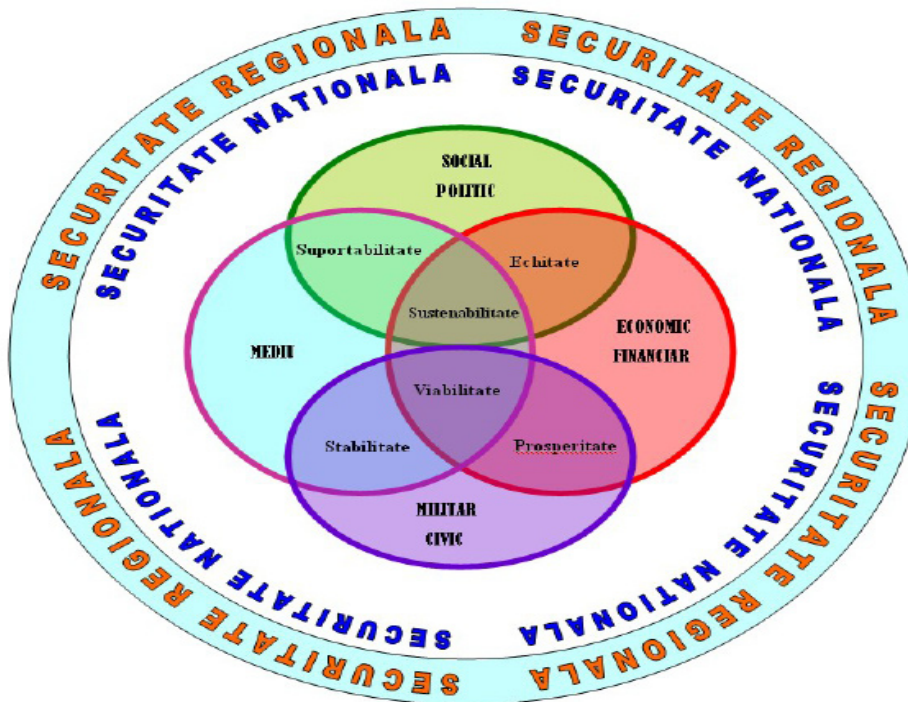 SECURITATE REGIONALA
SECURITATE REGIONALA
SECURITATE NATIONALA
SECURITATE NATIONALA
SOCIAL
POLITIC
Suportabilitate
Echitate
Sustenabilitate
MEDIU
ECONOMIC
FINANCIAR
Viabilitate
Stabilitate
Prosperitate
MILITAR
CIVIC
SECURITATE NATIONALA
SECURITATE NATIONALA
SECURITATE REGIONALA
SECURITATE REGIONALA